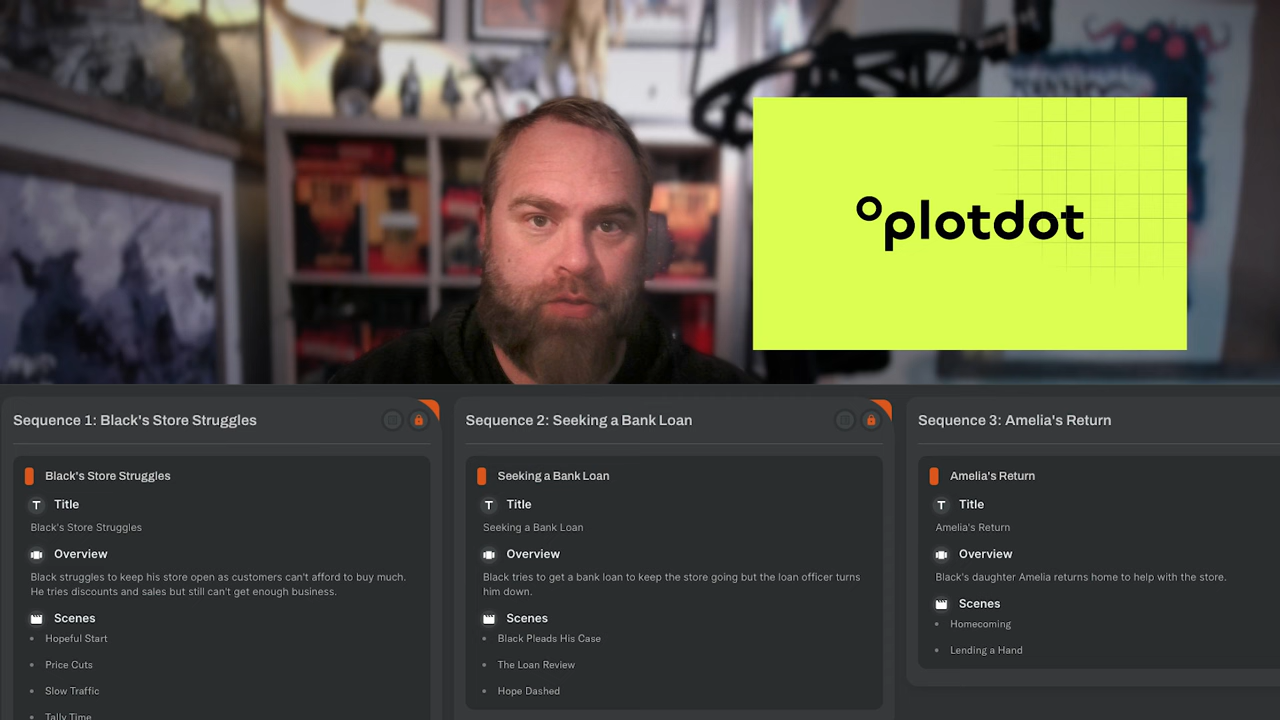 °plotdot
Sequence 1: Black's Store Struggles
Black's Store Struggles
T Title
Black's Store Struggles
Overview
Black struggles to keep his store open as customers can't afford to buy much.
He tries discounts and sales but still can't get enough business.
Scenes
• Hopeful Start
• Price Cuts
• Slow Traffic
• Tally Time
Sequence 2: Seeking a Bank Loan
Seeking a Bank Loan
T Title
Seeking a Bank Loan
Overview
Black tries to get a bank loan to keep the store going but the loan officer turns
him down.
Scenes
• Black Pleads His Case
• The Loan Review
• Hope Dashed
Sequence 3: Amelia's Return
Amelia's Return
T Title
Amelia's Return
Overview
Black's daughter Amelia returns home to help with the store.
Scenes
• Homecoming
• Lending a Hand